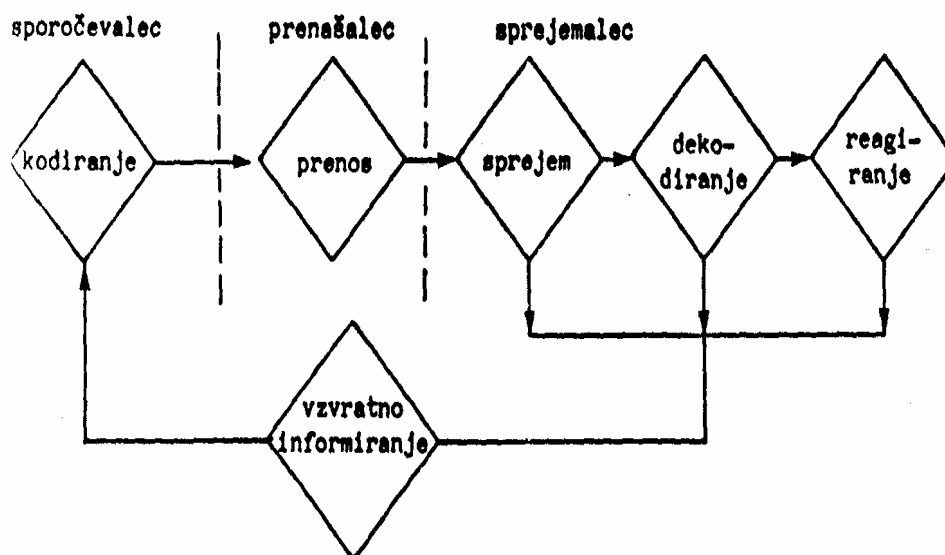 sporočevalec
prenašalec
sprejemalec
kodiranje
prenos
sprejem
deko-
diranje
reagi-
ranje
vzvratno
informiranje